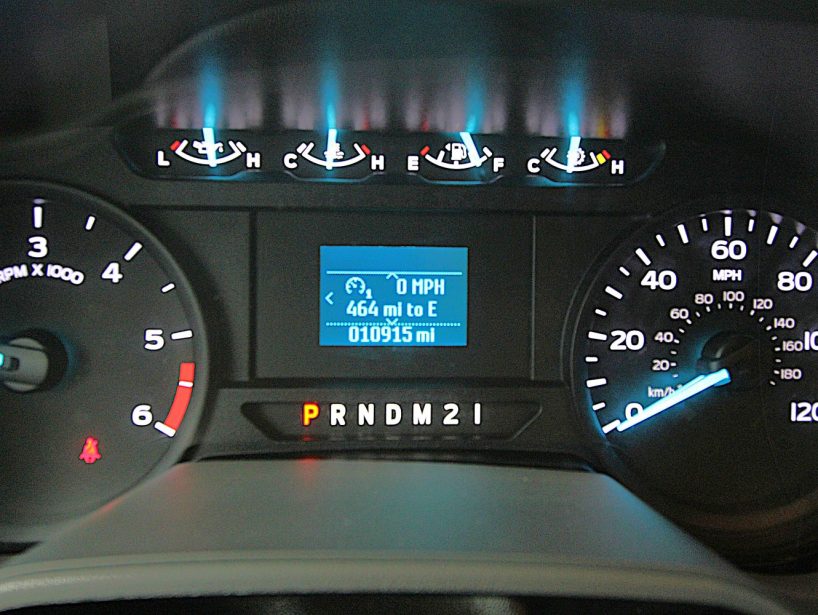 L H C H E F C H
3
RPM X 1000
4
5
6
0 MPH
1
464 mi to E
010915 mi
P R N D M 2 1
0 20 40 60 80 120
MPH
20 40 60 80 100 120 140 160 180
km/h